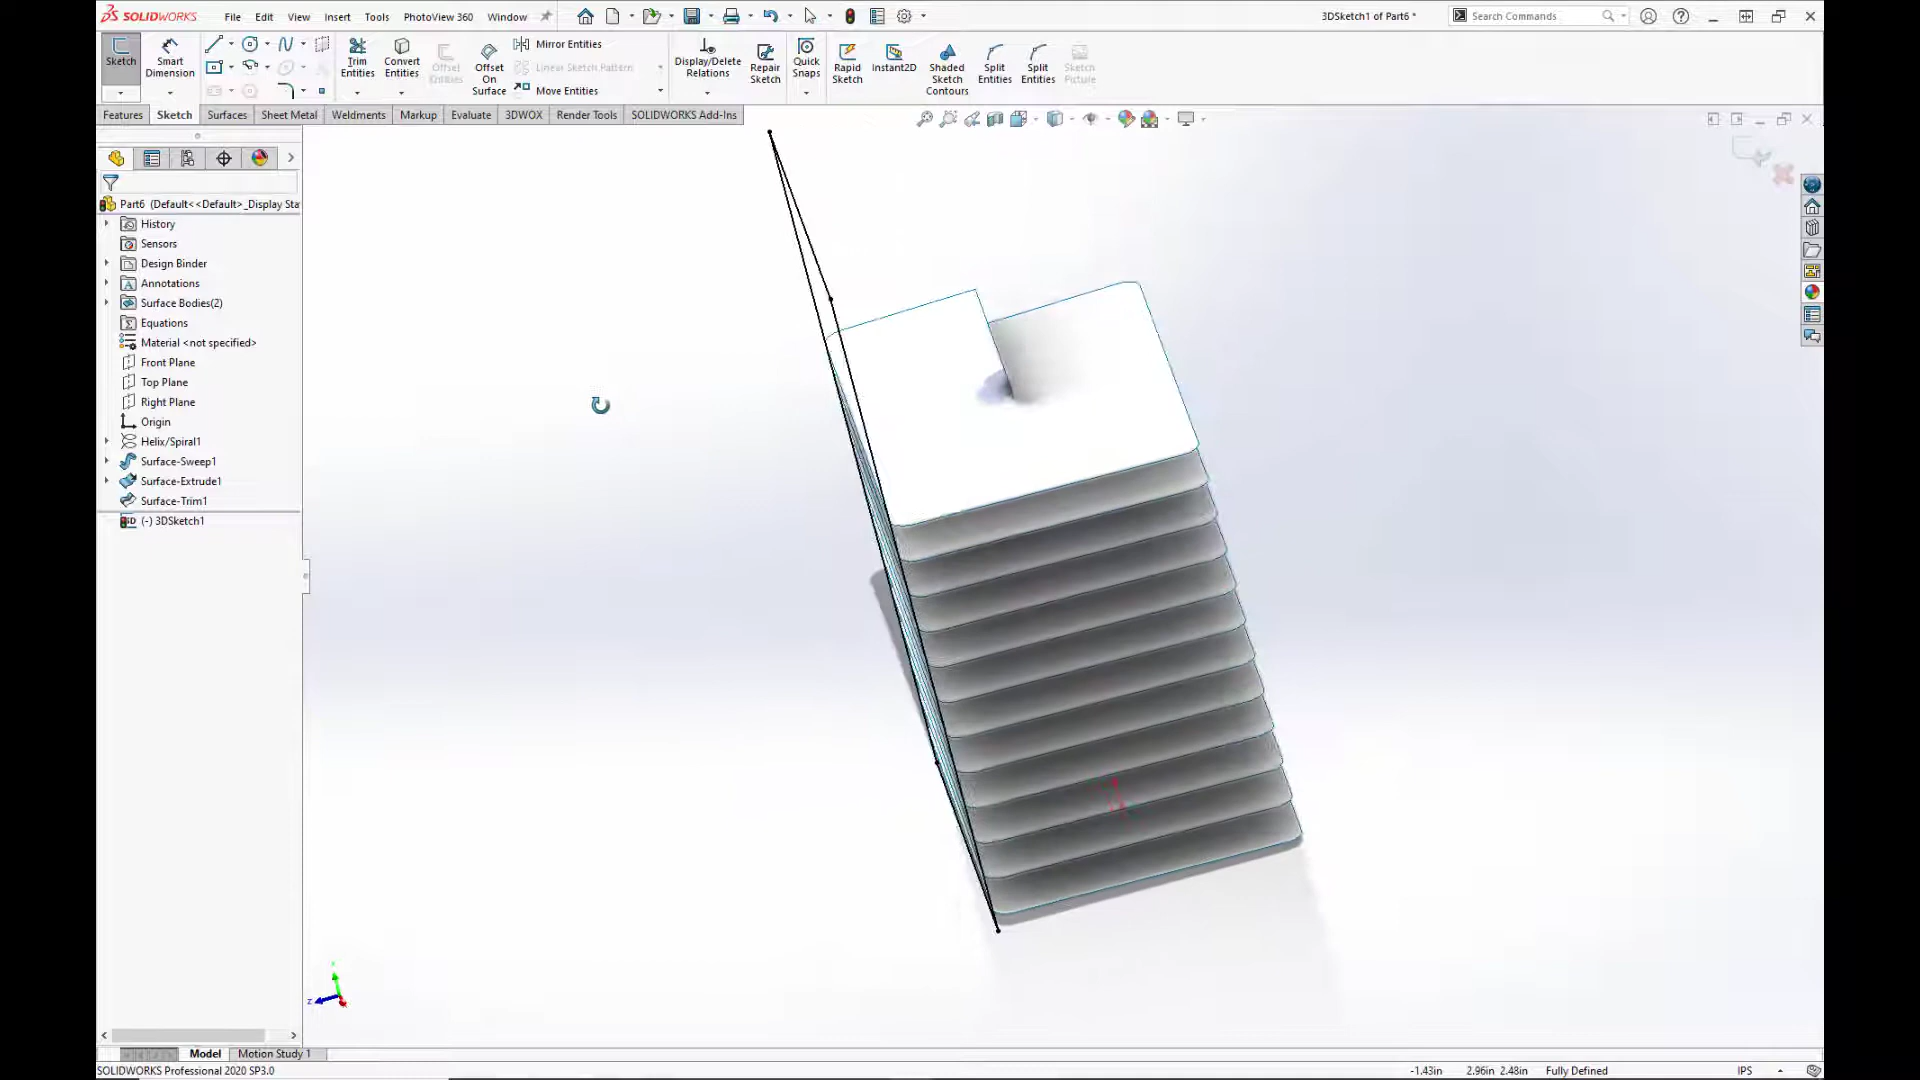 SOLIDWORKS File Edit View Insert Tools PhotoView 360 Window 3DSketch1 of Part6 * Search Commands
Sketch Smart Dimension Trim Entities Convert Entities Offset Entities Offset On Surface Mirror Entities Display/Delete Relations Repair Sketch Quick Snaps Rapid Sketch Instant2D Shaded Sketch Contours Split Entities Split Entities Sketch Picture
Linear Sketch Pattern
Move Entities
Features Sketch Surfaces Sheet Metal Weldments Markup Evaluate 3DWOX Render Tools SOLIDWORKS Add-Ins
Part6 (Default<<Default>_Display Sta
History
Sensors
Design Binder
Annotations
Surface Bodies(2)
Equations
Material <not specified>
Front Plane
Top Plane
Right Plane
Origin
Helix/Spiral1
Surface-Sweep1
Surface-Extrude1
Surface-Trim1
3D (-) 3DSketch1
z
Model Motion Study 1
SOLIDWORKS Professional 2020 SP3.0 -1.43in 2.96in 2.48in Fully Defined IPS